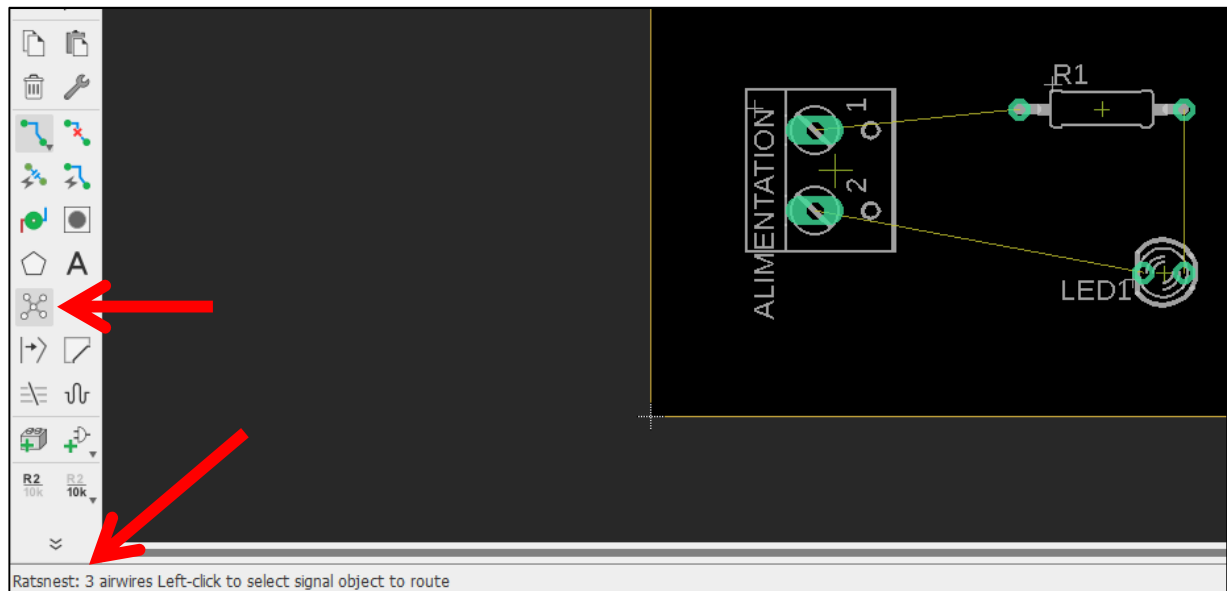 R1
ALIMENTATION
1
2
LED1
A
R2
10k
R2
10k
Ratsnest: 3 airwires Left-click to select signal object to route